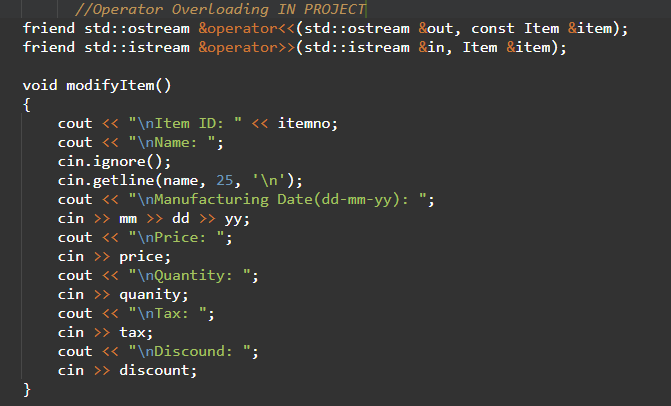 //Operator Overloading IN PROJECT
friend std::ostream &operator<<(std::ostream &out, const Item &item);
friend std::istream &operator>>(std::istream &in, Item &item);
void modifyItem()
{
cout << "\nItem ID: " << itemno;
cout << "\nName: ";
cin.ignore();
cin.getline(name, 25, '\n');
cout << "\nManufacturing Date(dd-mm-yy): ";
cin >> mm >> dd >> yy;
cout << "\nPrice: ";
cin >> price;
cout << "\nQuantity: ";
cin >> quanity;
cout << "\nTax: ";
cin >> tax;
cout << "\nDiscound: ";
cin >> discount;
}